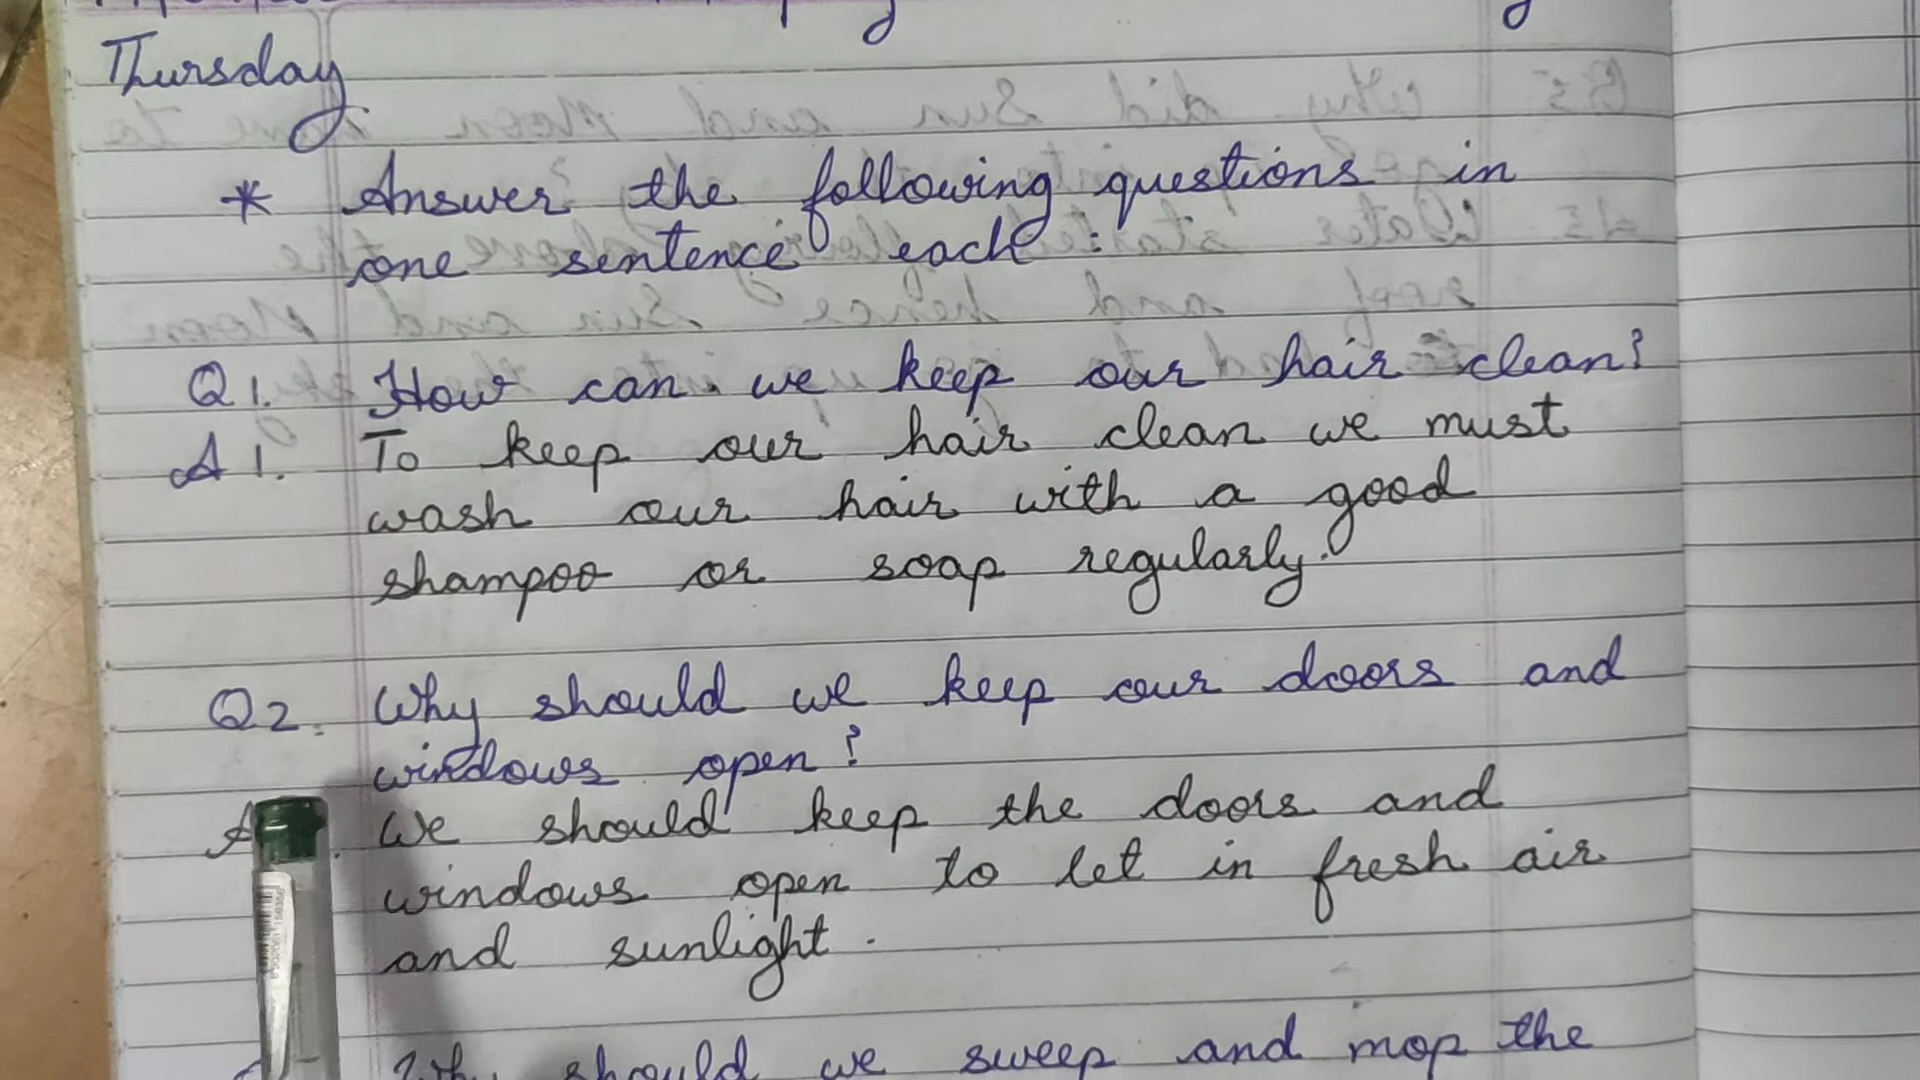 Thursday
* Answer the following questions in
one sentence each :
Q1. How can we keep our hair clean?
A1. To keep our hair clean we must
wash our hair with a good
shampoo or soap regularly.
Q2. Why should we keep our doors and
windows open?
A We should keep the doors and
windows open to let in fresh air
and sunlight.
Why should we sweep and mop the